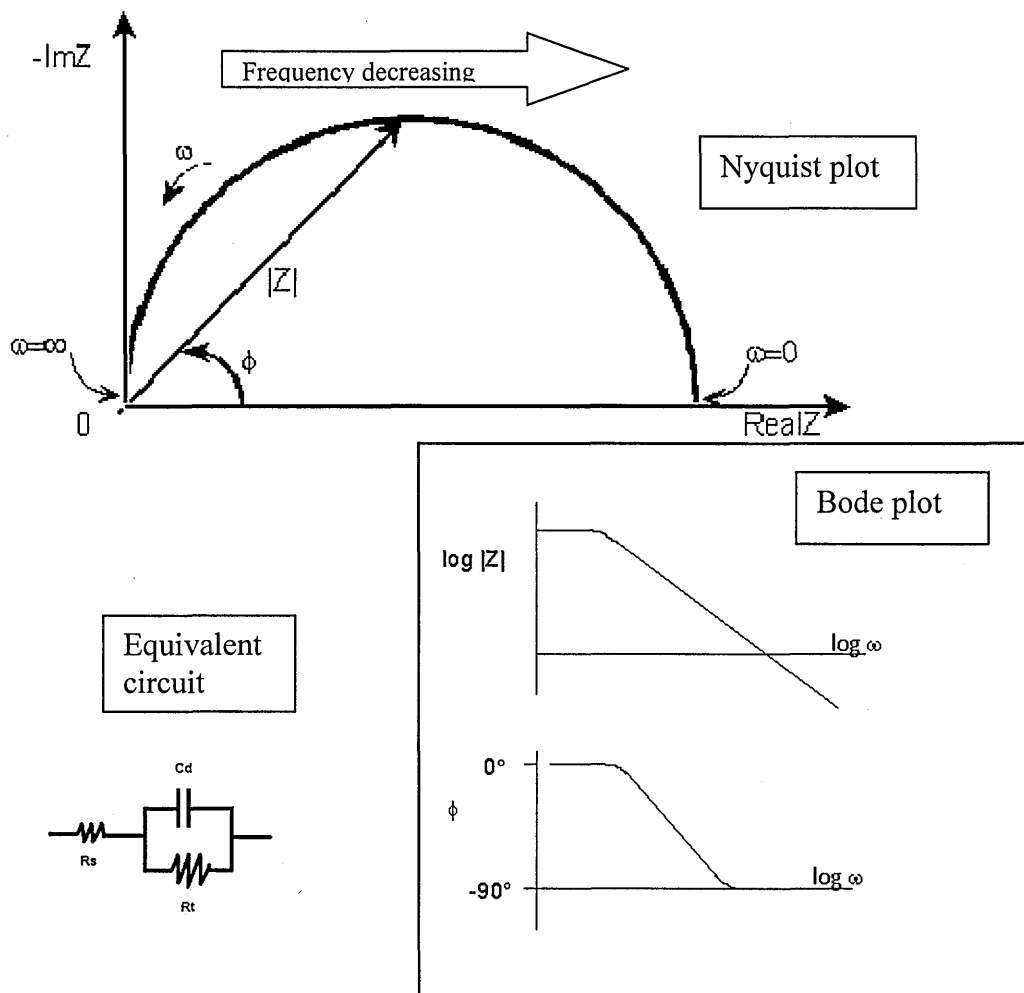 -ImZ
Frequency decreasing
ω
Nyquist plot
|Z|
ω=∞
ϕ
ω=0
0
RealZ
Bode plot
log |Z|
log ω
Equivalent
circuit
0°
Cd
ϕ
Rs
-90°
log ω
Rt